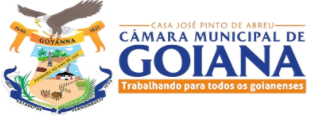 GOYANNA
CASA JOSÉ PINTO DE ABREU
CÂMARA MUNICIPAL DE
GOIANA
Trabalhando para todos os goianenses